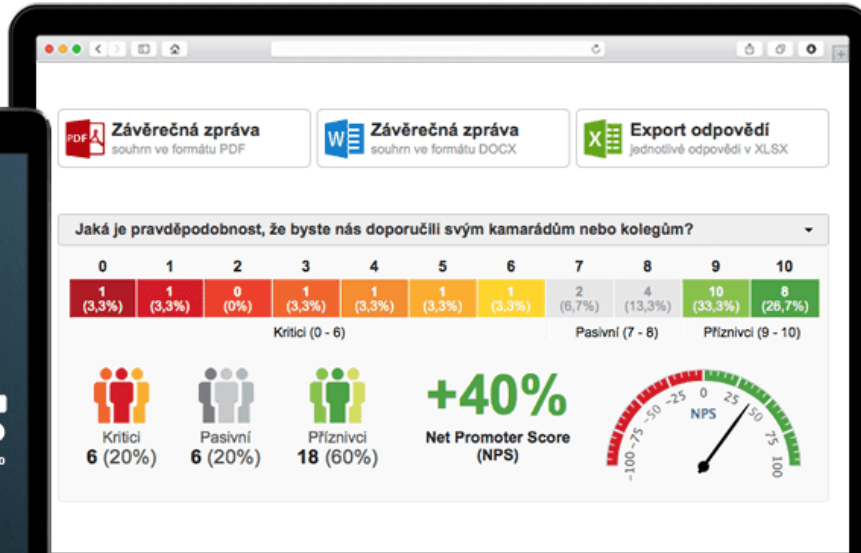 PDF
Závěrečná zpráva
souhrn ve formátu PDF
W
Závěrečná zpráva
souhrn ve formátu DOCX
X
Export odpovědí
jednotlivé odpovědi v XLSX
Jaká je pravděpodobnost, že byste nás doporučili svým kamarádům nebo kolegům?
0 1 2 3 4 5 6 7 8 9 10
1 1 0 1 1 1 1 2 4 10 8
(3,3%) (3,3%) (0%) (3,3%) (3,3%) (3,3%) (3,3%) (6,7%) (13,3%) (33,3%) (26,7%)
Kritici (0 - 6) Pasivní (7 - 8) Příznivci (9 - 10)
Kritici
6 (20%)
Pasivní
6 (20%)
Příznivci
18 (60%)
+40%
Net Promoter Score
(NPS)
-100 -75 -50 -25 0 25 50 75 100
NPS